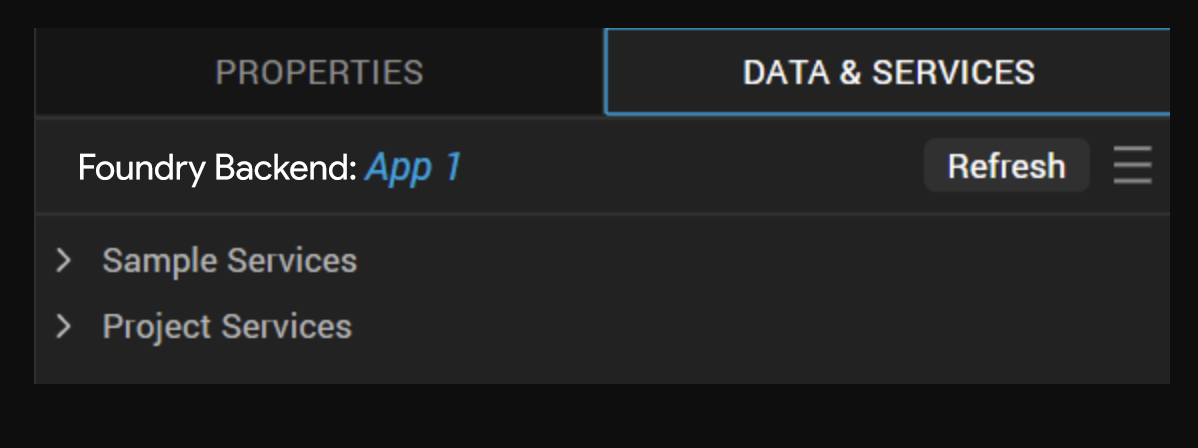 PROPERTIES DATA & SERVICES
Foundry Backend: App 1 Refresh
Sample Services
Project Services